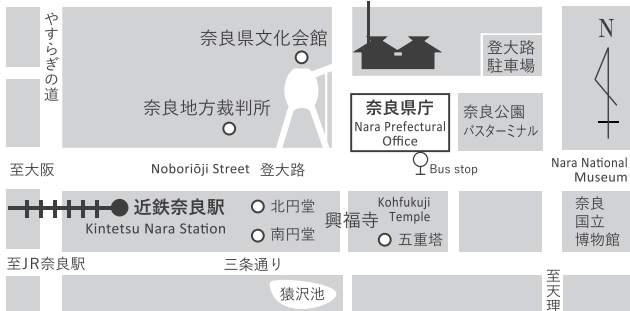 やすらぎの道
奈良県文化会館
奈良地方裁判所
登大路
駐車場
N
奈良県庁
Nara Prefectural
Office
奈良公園
バスターミナル
至大阪
Noboriōji Street 登大路
Bus stop
Nara National
Museum
近鉄奈良駅
Kintetsu Nara Station
北円堂
南円堂
興福寺
Kohfukuji
Temple
五重塔
奈良
国立
博物館
至JR奈良駅
三条通り
猿沢池
至天理